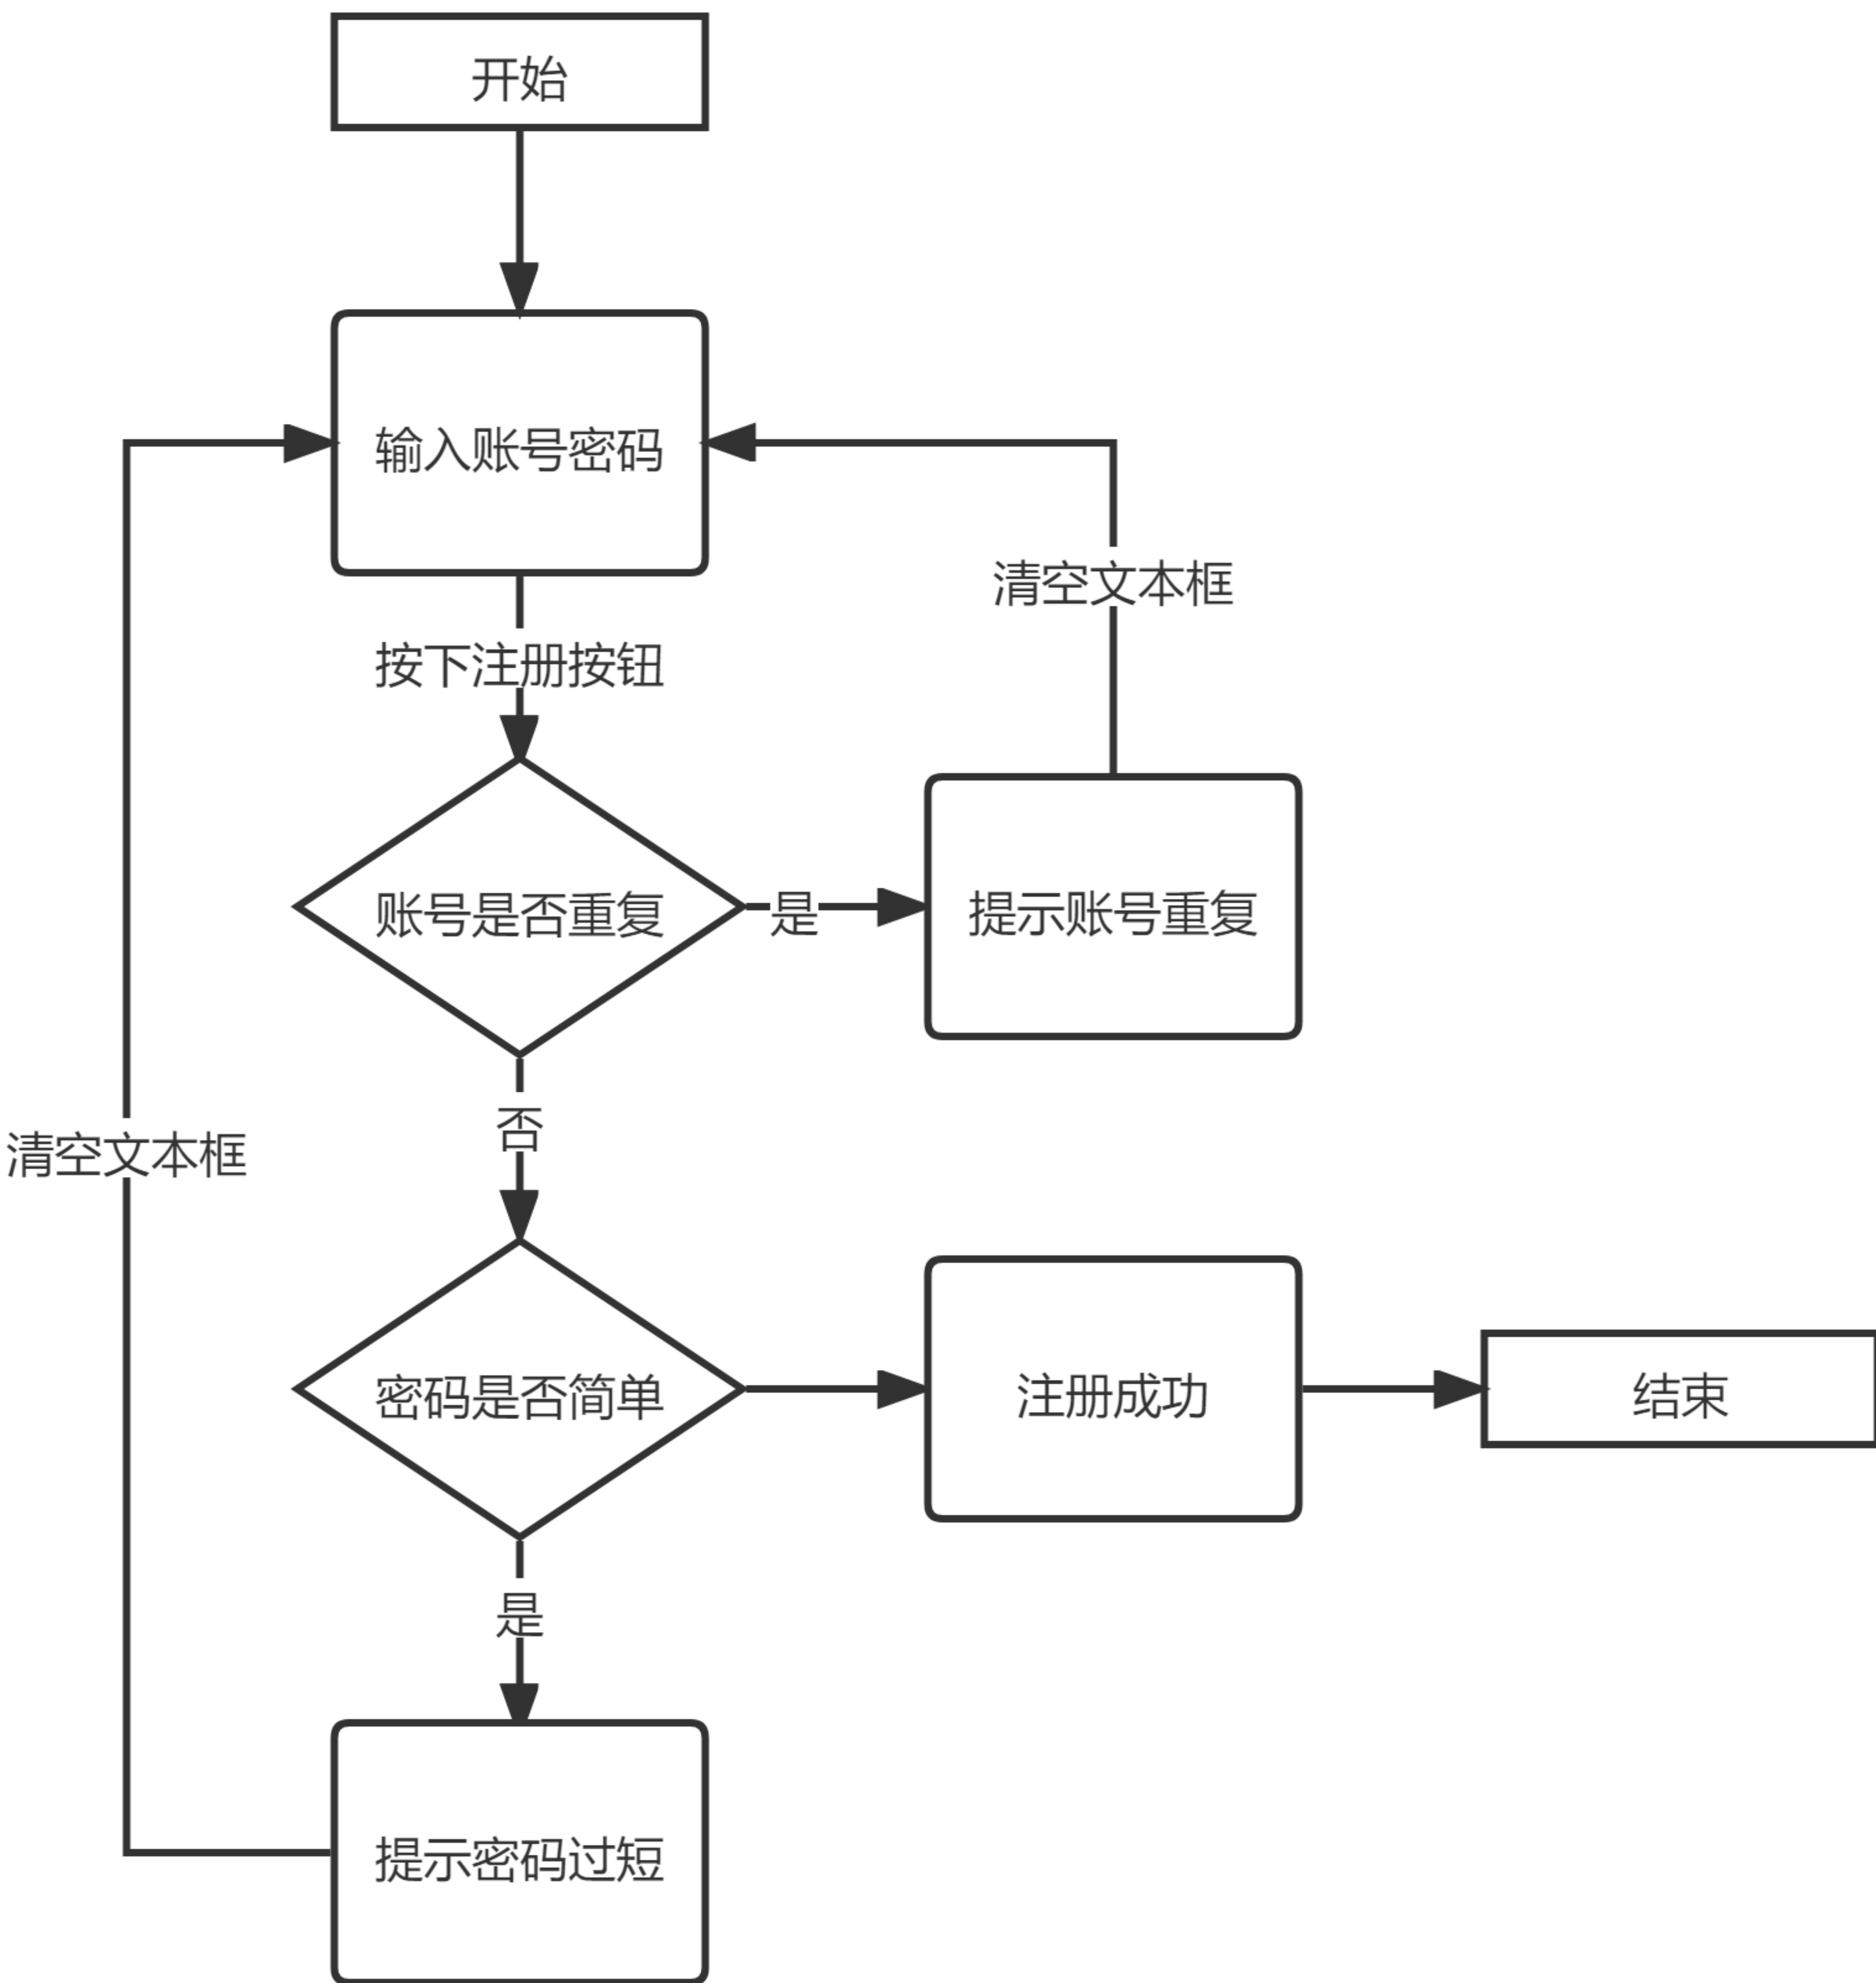 开始
输入账号密码
清空文本框
按下注册按钮
账号是否重复
是
提示账号重复
否
清空文本框
密码是否简单
注册成功
结束
是
提示密码过短